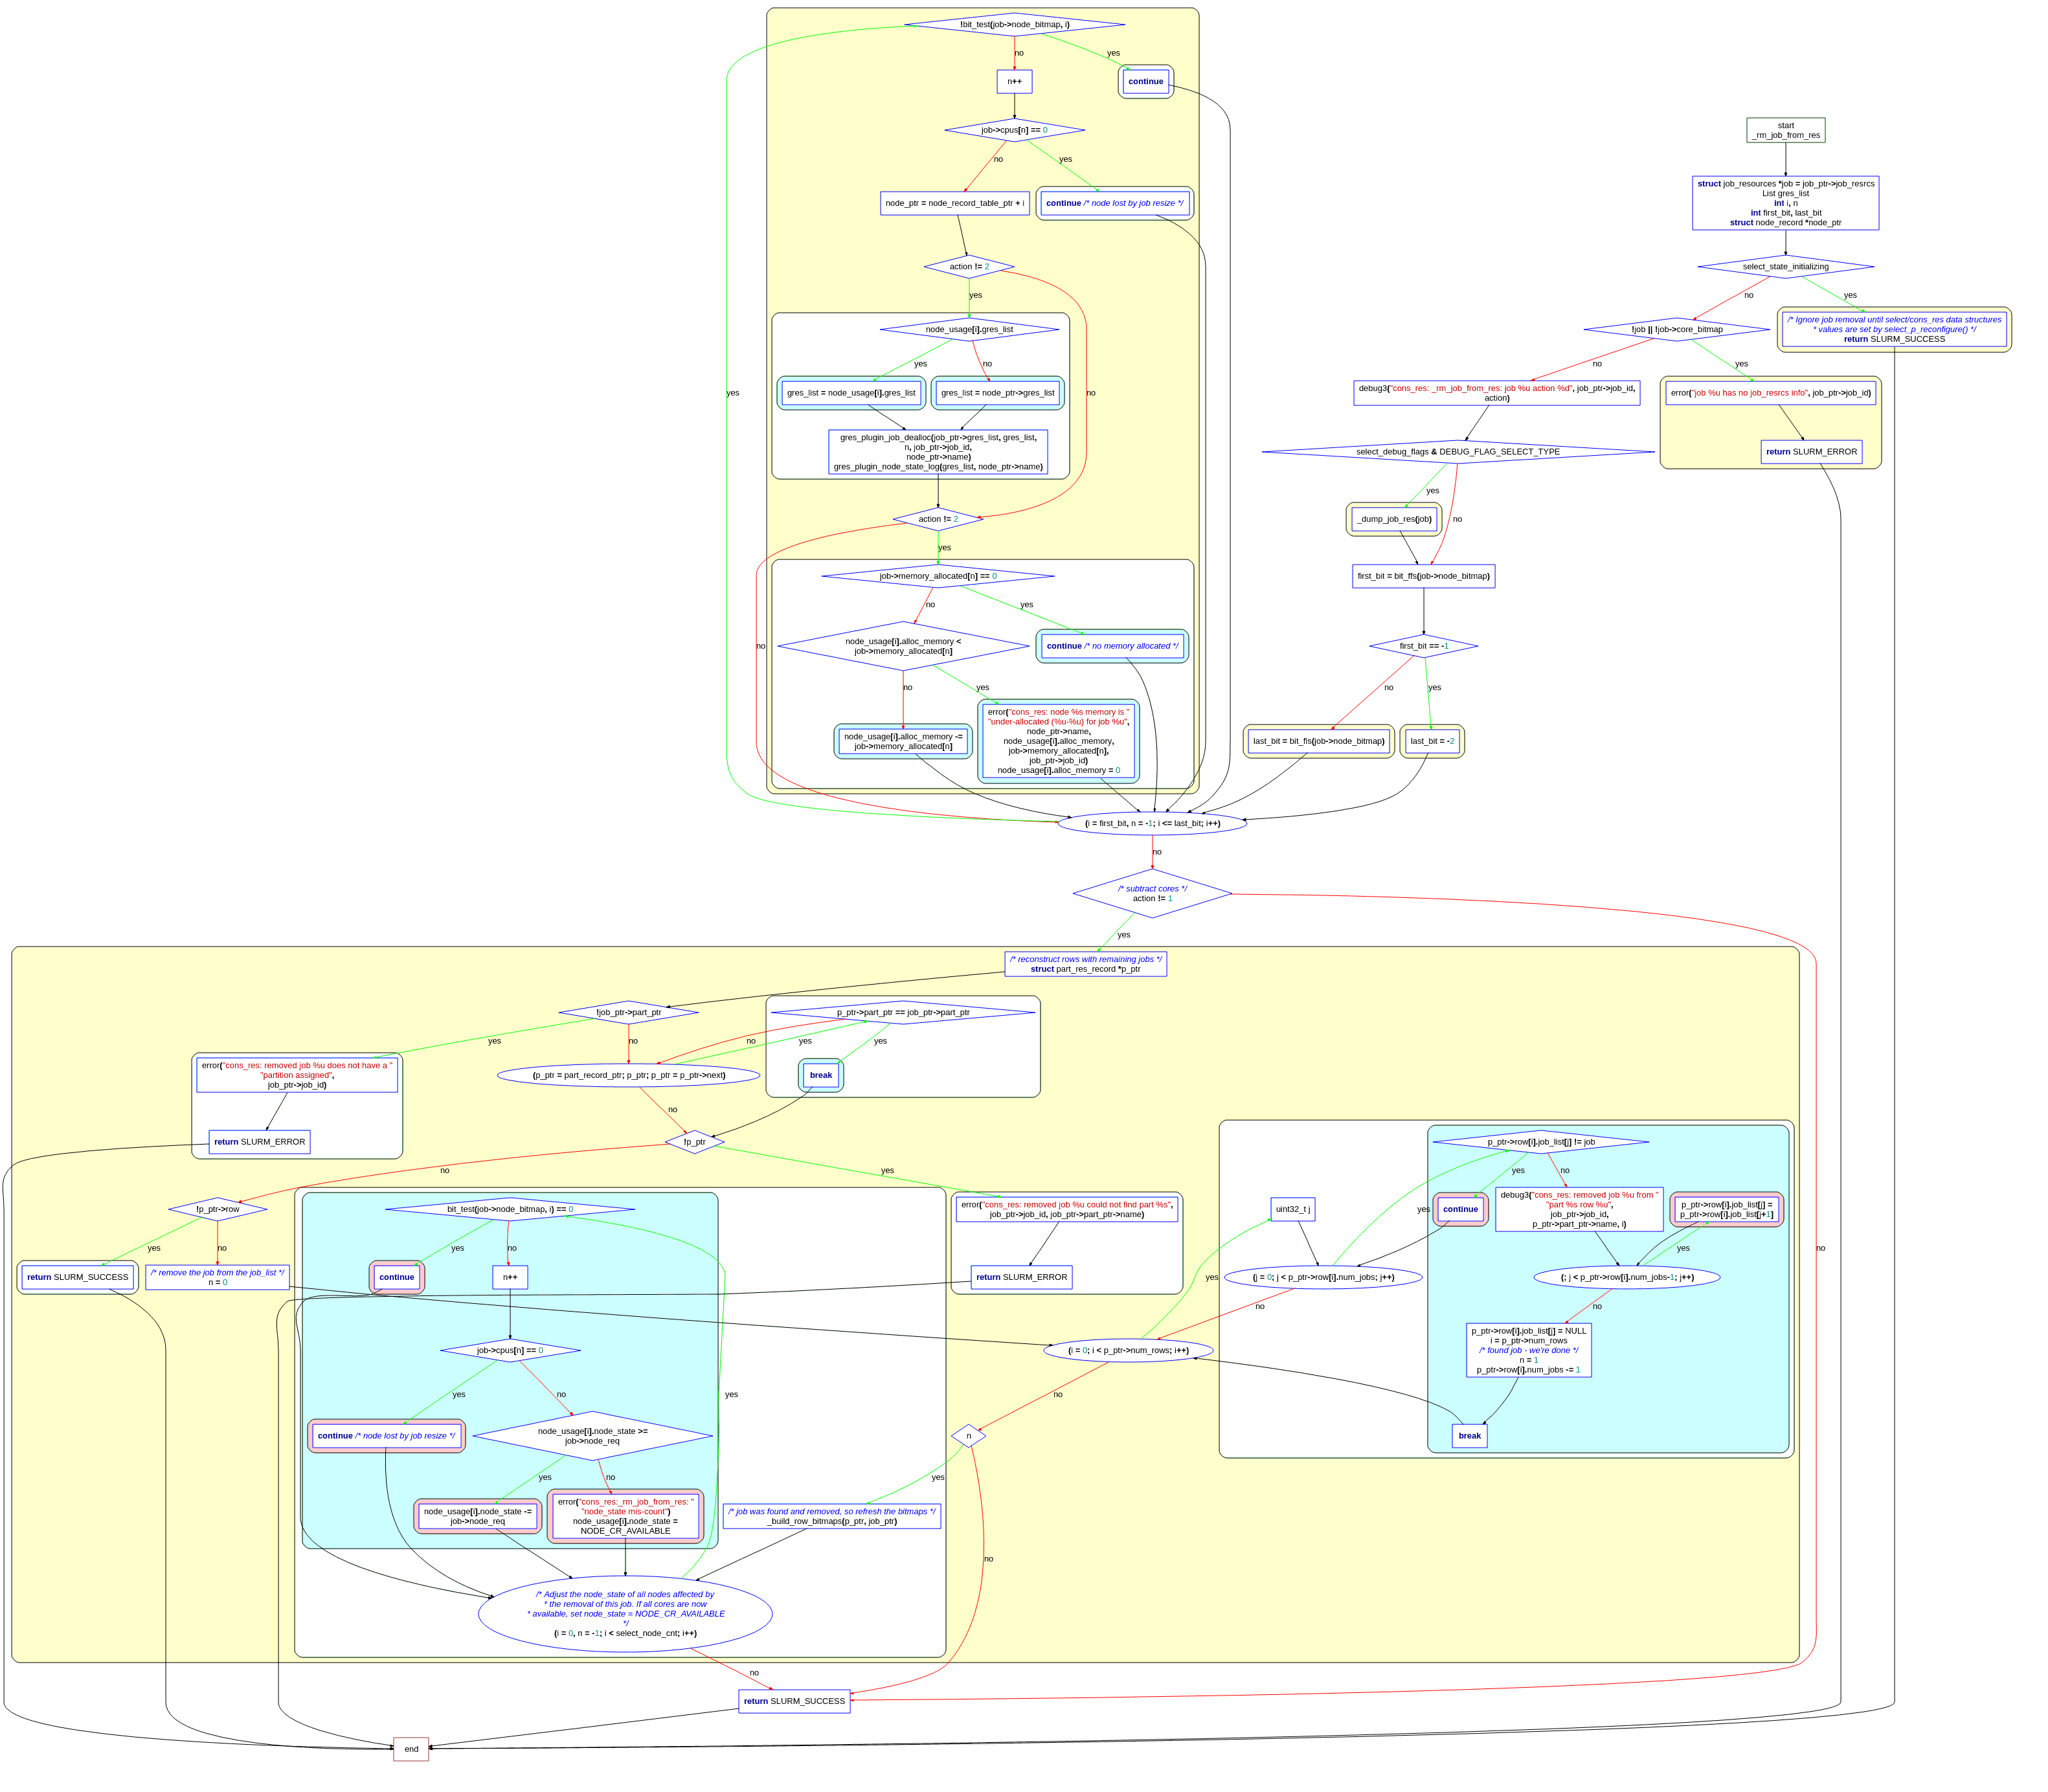 !bit_test(job->node_bitmap, i)
no
yes
n++
continue
job->cpus[n] == 0
no
yes
node_ptr = node_record_table_ptr + i
continue /* node lost by job resize */
action != 2
yes
no
node_usage[i].gres_list
yes
no
gres_list = node_usage[i].gres_list
gres_list = node_ptr->gres_list
gres_plugin_job_dealloc(job_ptr->gres_list, gres_list,
n, job_ptr->job_id,
node_ptr->name)
gres_plugin_node_state_log(gres_list, node_ptr->name)
action != 2
yes
no
yes
job->memory_allocated[n] == 0
no
yes
node_usage[i].alloc_memory <
job->memory_allocated[n]
continue /* no memory allocated */
no
yes
node_usage[i].alloc_memory -=
job->memory_allocated[n]
error("cons_res: node %s memory is "
"under-allocated (%u-%u) for job %u",
node_ptr->name,
node_usage[i].alloc_memory,
job->memory_allocated[n],
job_ptr->job_id)
node_usage[i].alloc_memory = 0
start
_rm_job_from_res
struct job_resources *job = job_ptr->job_resrcs
List gres_list
int i, n
int first_bit, last_bit
struct node_record *node_ptr
select_state_initializing
no
yes
!job || !job->core_bitmap
/* Ignore job removal until select/cons_res data structures
* values are set by select_p_reconfigure() */
return SLURM_SUCCESS
no
yes
debug3("cons_res: _rm_job_from_res: job %u action %d", job_ptr->job_id,
action)
error("job %u has no job_resrcs info", job_ptr->job_id)
return SLURM_ERROR
select_debug_flags & DEBUG_FLAG_SELECT_TYPE
yes
no
_dump_job_res(job)
first_bit = bit_ffs(job->node_bitmap)
first_bit == -1
no
yes
last_bit = bit_fls(job->node_bitmap)
last_bit = -2
(i = first_bit, n = -1; i <= last_bit; i++)
no
/* subtract cores */
action != 1
yes
no
/* reconstruct rows with remaining jobs */
struct part_res_record *p_ptr
!job_ptr->part_ptr
yes
no
p_ptr->part_ptr == job_ptr->part_ptr
no
yes
yes
error("cons_res: removed job %u does not have a "
"partition assigned",
job_ptr->job_id)
return SLURM_ERROR
(p_ptr = part_record_ptr; p_ptr; p_ptr = p_ptr->next)
break
no
!p_ptr
no
yes
!p_ptr->row
yes
no
return SLURM_SUCCESS
/* remove the job from the job_list */
n = 0
error("cons_res: removed job %u could not find part %s",
job_ptr->job_id, job_ptr->part_ptr->name)
return SLURM_ERROR
bit_test(job->node_bitmap, i) == 0
yes
no
continue
n++
job->cpus[n] == 0
yes
no
yes
continue /* node lost by job resize */
node_usage[i].node_state >=
job->node_req
yes
no
node_usage[i].node_state -=
job->node_req
error("cons_res:_rm_job_from_res: "
"node_state mis-count")
node_usage[i].node_state =
NODE_CR_AVAILABLE
p_ptr->row[i].job_list[j] != job
yes
no
yes
uint32_t j
continue
debug3("cons_res: removed job %u from "
"part %s row %u",
job_ptr->job_id,
p_ptr->part_ptr->name, i)
p_ptr->row[i].job_list[j] =
p_ptr->row[i].job_list[j+1]
yes
yes
(j = 0; j < p_ptr->row[i].num_jobs; j++)
(; j < p_ptr->row[i].num_jobs-1; j++)
no
no
(i = 0; i < p_ptr->num_rows; i++)
p_ptr->row[i].job_list[j] = NULL
i = p_ptr->num_rows
/* found job - we're done */
n = 1
p_ptr->row[i].num_jobs -= 1
break
no
n
yes
no
/* job was found and removed, so refresh the bitmaps */
_build_row_bitmaps(p_ptr, job_ptr)
/* Adjust the node_state of all nodes affected by
* the removal of this job. If all cores are now
* available, set node_state = NODE_CR_AVAILABLE
*/
(i = 0, n = -1; i < select_node_cnt; i++)
no
return SLURM_SUCCESS
end